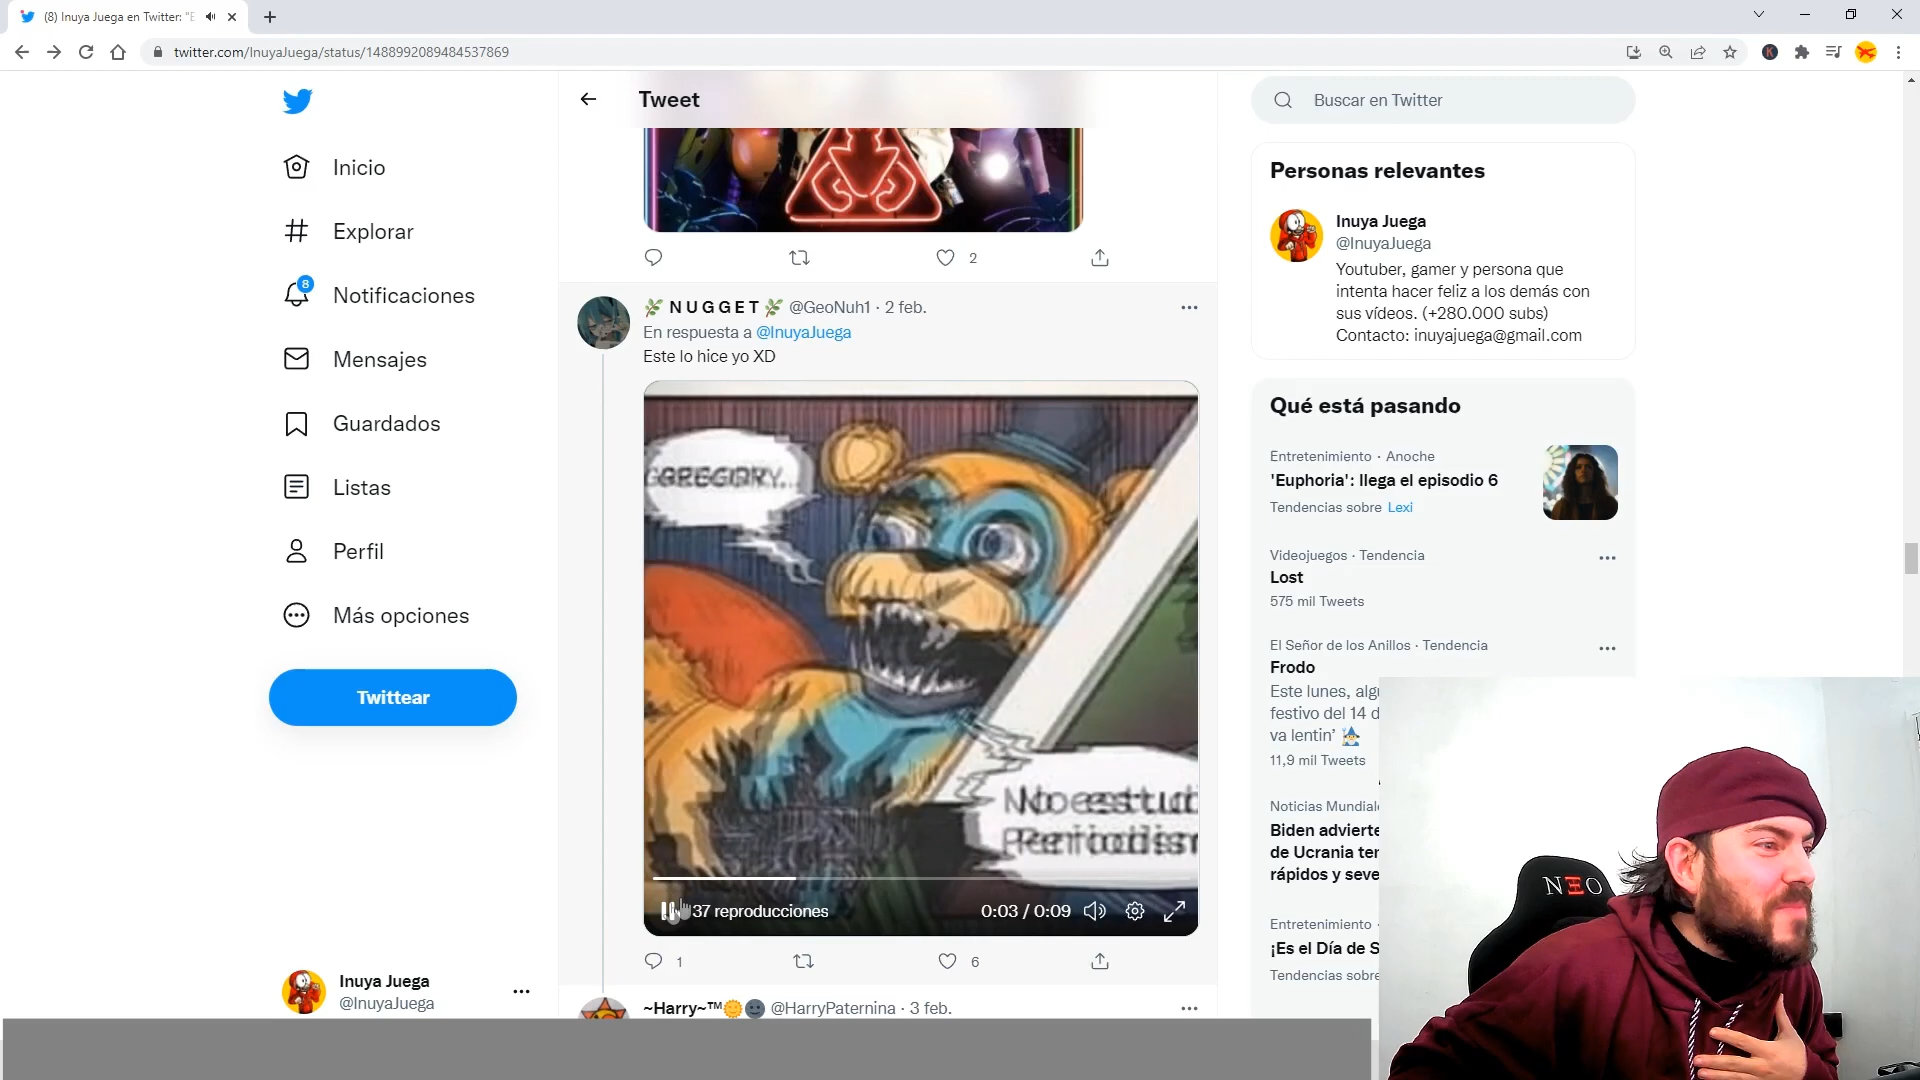 (8) Inuya Juega en Twitter: "E
twitter.com/InuyaJuega/status/1488992089484537869
Inicio
Explorar
8
Notificaciones
Mensajes
Guardados
Listas
Perfil
Más opciones
Twittear
Inuya Juega
@InuyaJuega
Tweet
2
🌿 N U G G E T 🌿 @GeoNuh1 · 2 feb.
En respuesta a @InuyaJuega
Este lo hice yo XD
GREGORY...
37 reproducciones
0:03 / 0:09
1
6
~Harry~™🌞🌚 @HarryPaternina · 3 feb.
Buscar en Twitter
Personas relevantes
Inuya Juega
@InuyaJuega
Youtuber, gamer y persona que
intenta hacer feliz a los demás con
sus vídeos. (+280.000 subs)
Contacto: inuyajuega@gmail.com
Qué está pasando
Entretenimiento · Anoche
'Euphoria': llega el episodio 6
Tendencias sobre Lexi
Videojuegos · Tendencia
Lost
575 mil Tweets
El Señor de los Anillos · Tendencia
Frodo
Este lunes, algu
festivo del 14 d
va lentin' 🧙‍♂️
11,9 mil Tweets
Noticias Mundiale
Biden advierte
de Ucrania ten
rápidos y seve
Entretenimiento ·
¡Es el Día de S
Tendencias sobre
NEO
K